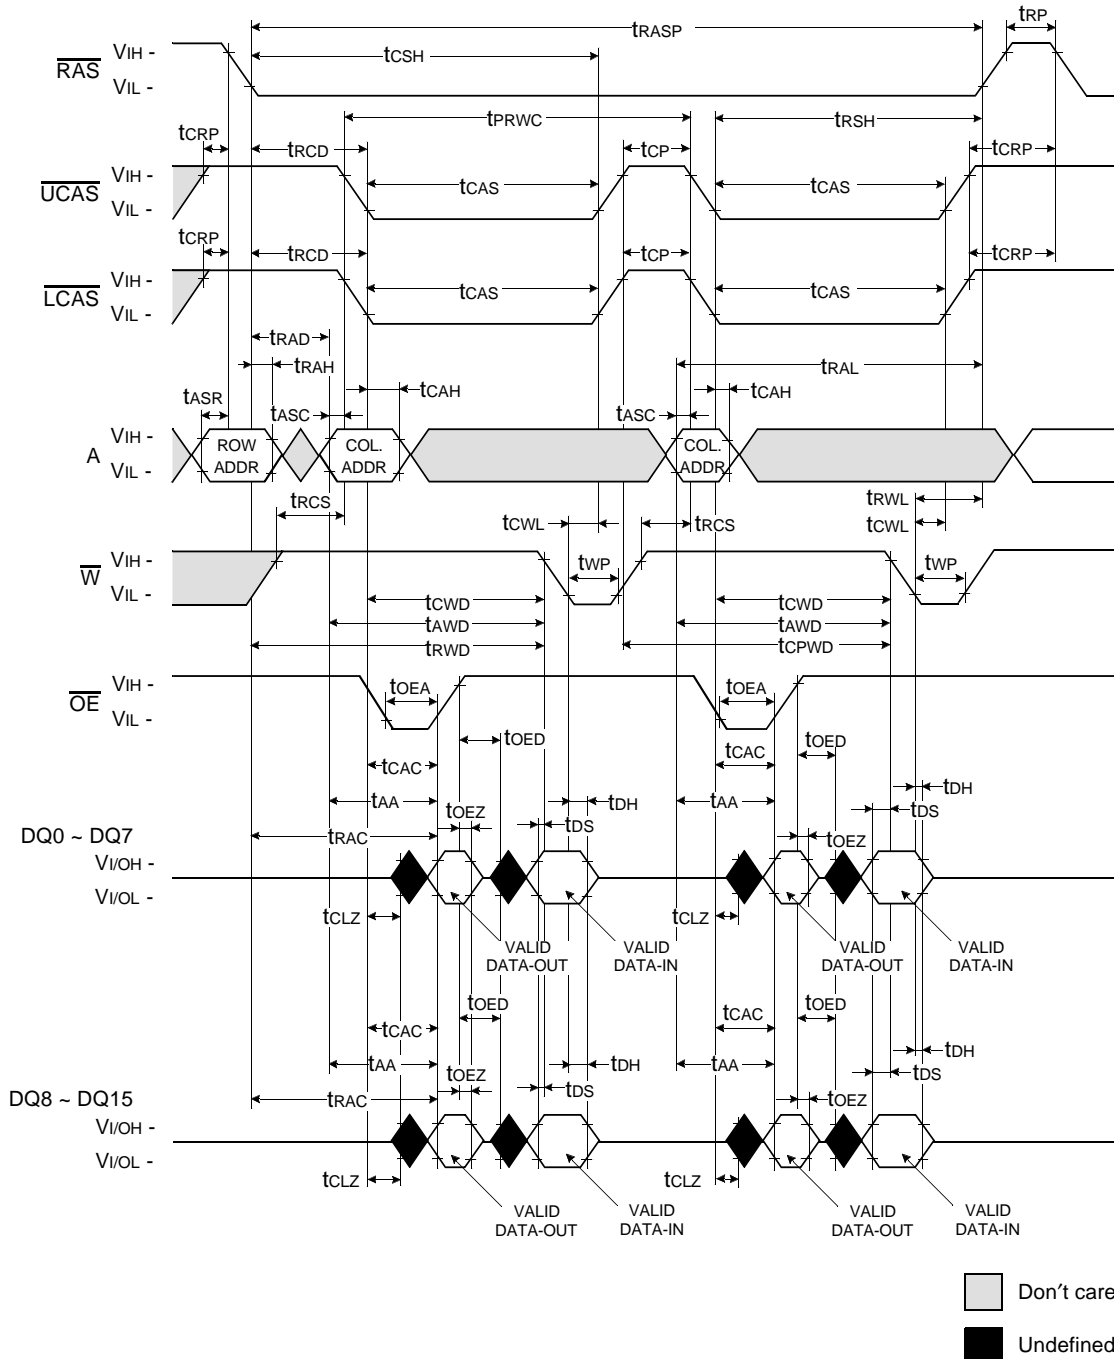 tRP
tRASP
tCSH
RAS
VIH -
VIL -
tPRWC
tRSH
tCRP
tRCD
tCP
tCRP
UCAS
VIH -
VIL -
tCAS
tCAS
tCRP
tRCD
tCP
tCRP
LCAS
VIH -
VIL -
tCAS
tCAS
tRAD
tRAH
tRAL
tASR
tASC
tCAH
tASC
tCAH
A
VIH -
VIL -
ROW
ADDR
COL.
ADDR
COL.
ADDR
tRCS
tCWL
tRCS
tRWL
tCWL
W
VIH -
VIL -
tWP
tWP
tCWD
tCWD
tAWD
tAWD
tRWD
tCPWD
OE
VIH -
VIL -
tOEA
tOEA
tOED
tOED
tCAC
tCAC
tAA
tOEZ
tDH
tAA
tDH
tRAC
tDS
tOEZ
tDS
DQ0 ~ DQ7
VI/OH -
VI/OL -
tCLZ
tCLZ
VALID
DATA-OUT
VALID
DATA-IN
VALID
DATA-OUT
VALID
DATA-IN
tOED
tOED
tCAC
tCAC
tAA
tOEZ
tDH
tAA
tDH
tRAC
tDS
tOEZ
tDS
DQ8 ~ DQ15
VI/OH -
VI/OL -
tCLZ
tCLZ
VALID
DATA-OUT
VALID
DATA-IN
VALID
DATA-OUT
VALID
DATA-IN
Don′t care
Undefined